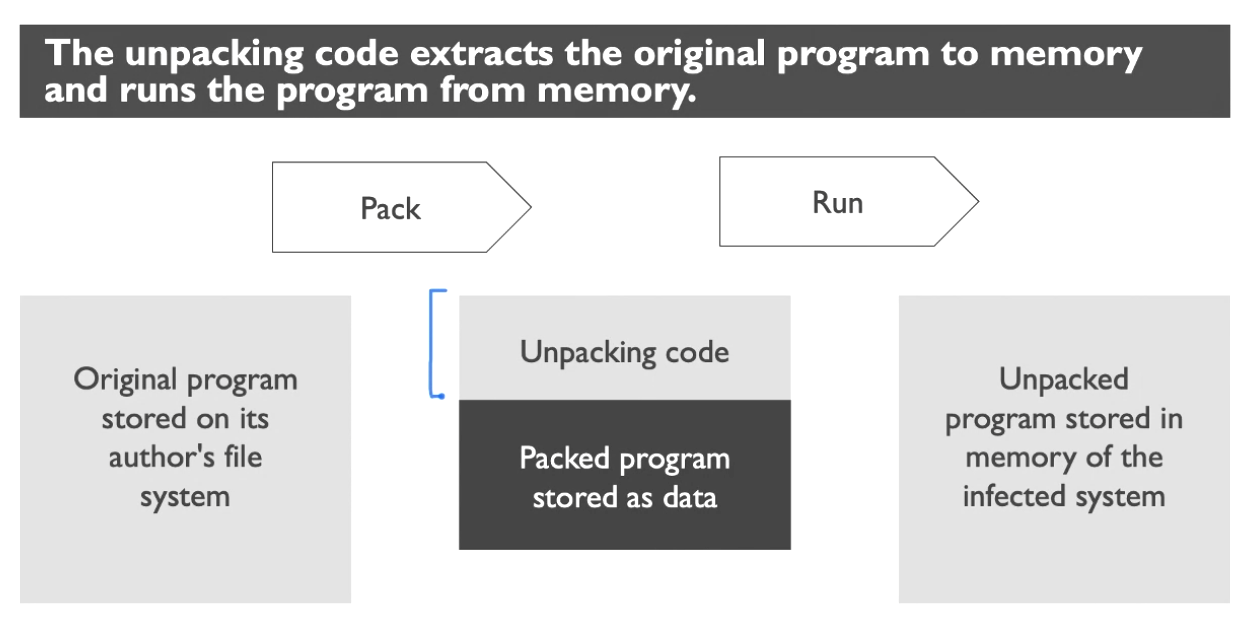 The unpacking code extracts the original program to memory
and runs the program from memory.
Pack
Run
Original program
stored on its
author's file
system
Unpacking code
Packed program
stored as data
Unpacked
program stored in
memory of the
infected system